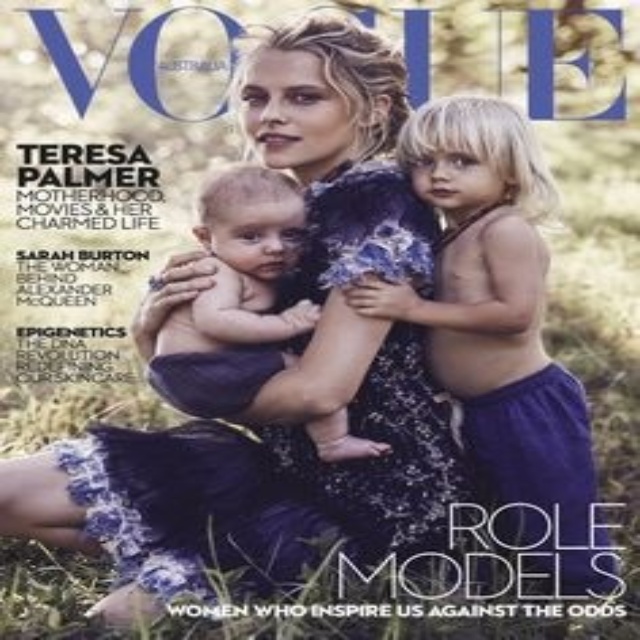 VOGUE
AUSTRALIA
TERESA
PALMER
MOTHERHOOD,
MOVIES & HER
CHARMED LIFE
SARAH BURTON
THE WOMAN
BEHIND
ALEXANDER
McQUEEN
EPIGENETICS
THE DNA
REVOLUTION
REDEFINING
OUR SKINCARE
ROLE
MODELS
WOMEN WHO INSPIRE US AGAINST THE ODDS